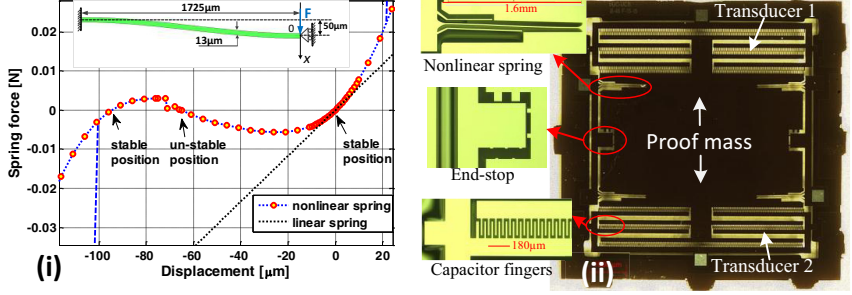 1725μm
F
50μm
13μm
0
X
0.02
0.01
0
-0.01
-0.02
-0.03
Spring force [N]
stable
position
un-stable
position
stable
position
nonlinear spring
linear spring
-100 -80 -60 -40 -20 0 20
Displacement [μm]
(i)
1.6mm
Nonlinear spring
End-stop
180μm
Capacitor fingers
Transducer 1
Proof mass
Transducer 2
(ii)